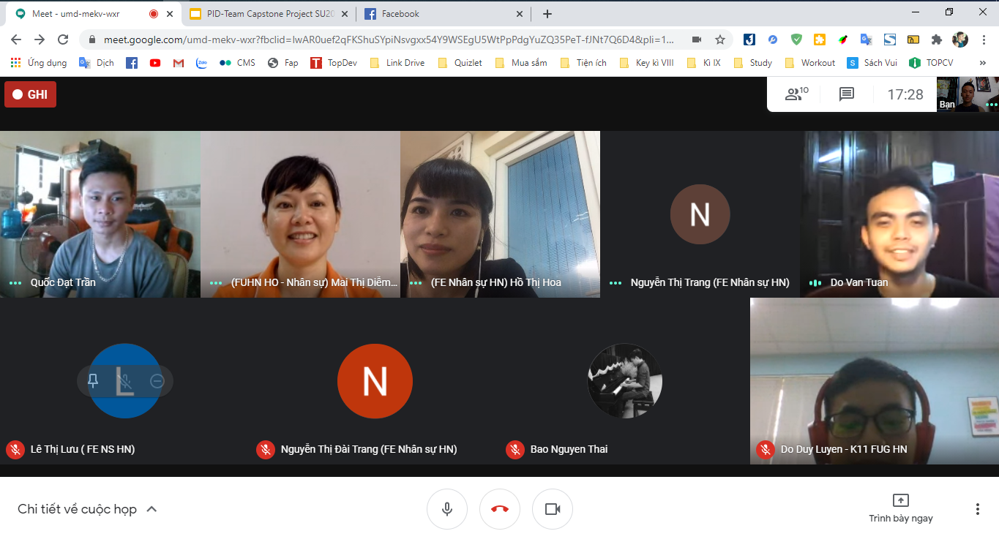 Meet - umd-mekv-wxr
PID-Team Capstone Project SU20
Facebook
meet.google.com/umd-mekv-wxr?fbclid=IwAR0uef2qFKShuSYpiNsvgxx54Y9WSEgU5WtPpPdgYuZQ35PeT-fJNt7Q6D4&pli=1...
Ứng dụng Dịch Zalo CMS Fap TopDev Link Drive Quizlet Mua sắm Tiện ích Key kì VIII Kì IX Study Workout Sách Vui TOPCV »
GHI
10
17:28
Bạn
Quốc Đạt Trần
(FUHN HO - Nhân sự) Mai Thị Diễm...
(FE Nhân sự HN) Hồ Thị Hoa
N
Nguyễn Thị Trang (FE Nhân sự HN)
Do Van Tuan
L
Lê Thị Lưu ( FE NS HN)
N
Nguyễn Thị Đài Trang (FE Nhân sự HN)
Bao Nguyen Thai
Do Duy Luyen - K11 FUG HN
Chi tiết về cuộc họp
Trình bày ngay